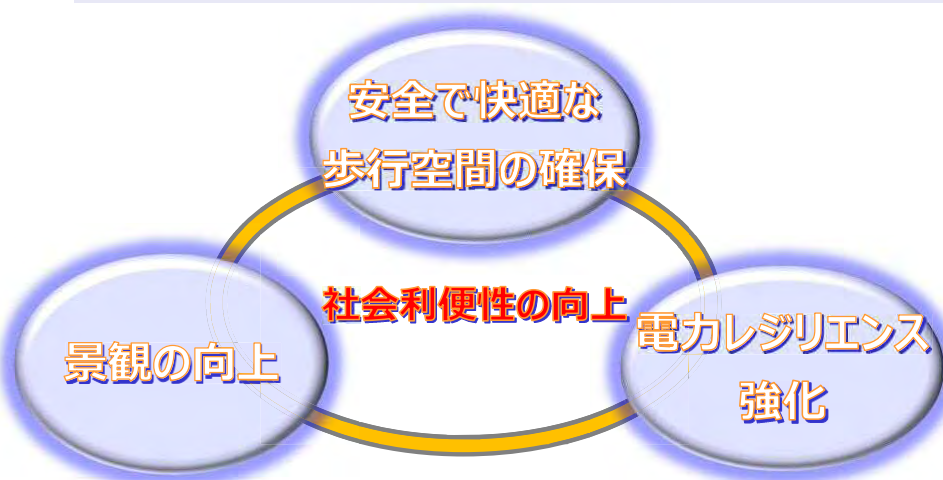 安全で快適な
歩行空間の確保
社会利便性の向上
景観の向上
電力レジリエンス
強化